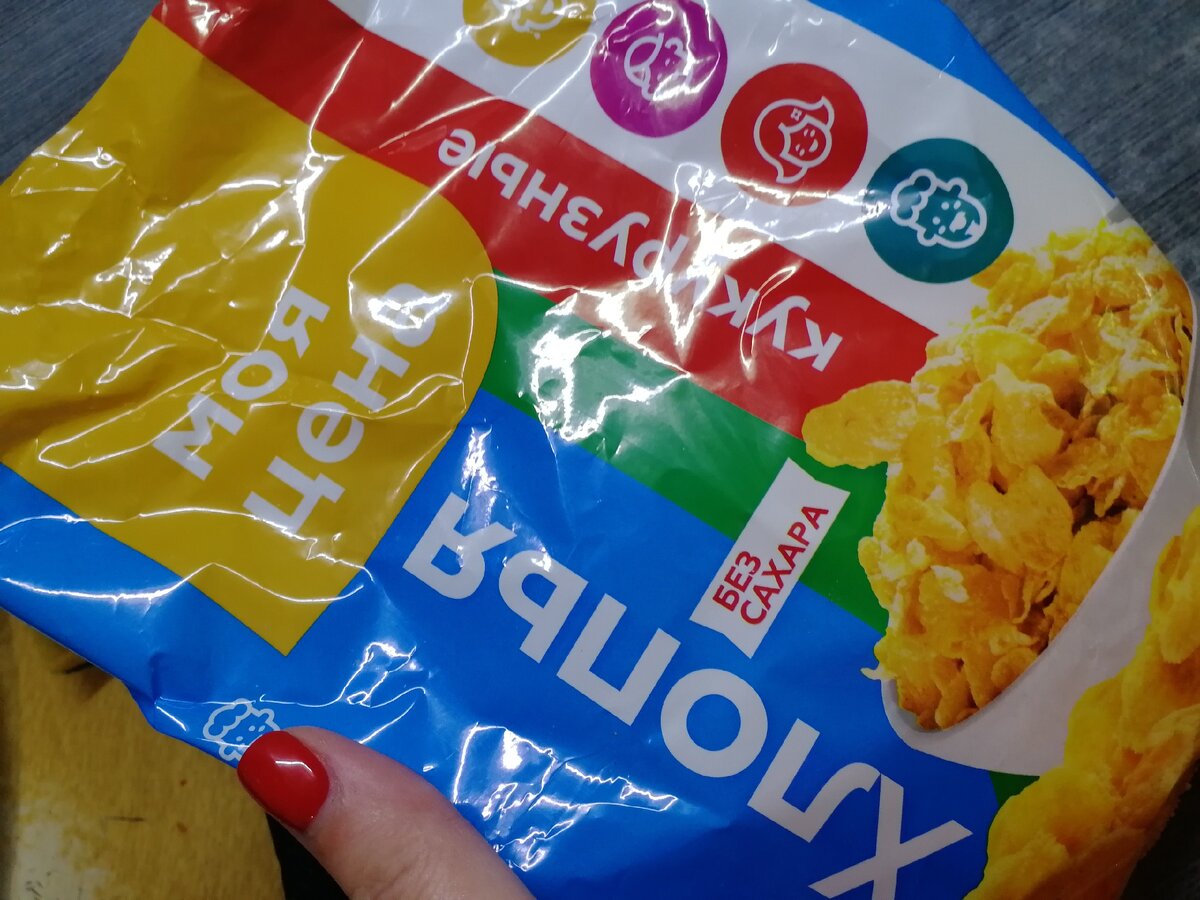 моя
цена
ХЛОПЬЯ
БЕЗ
САХАРА
кукурузные